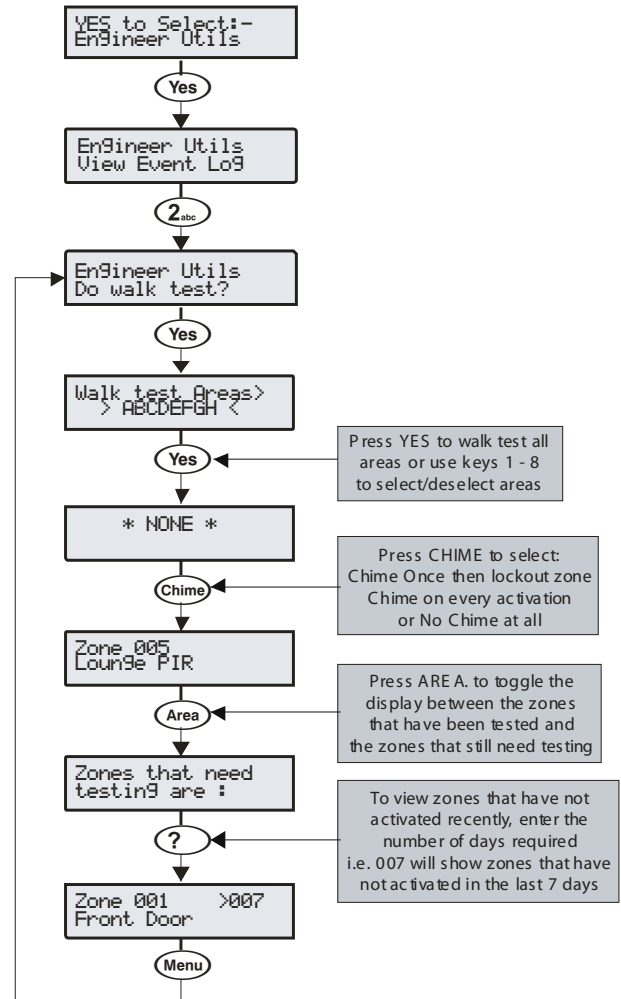 YES to Select:-
Engineer Utils
Yes
Engineer Utils
View Event Log
2abc
Engineer Utils
Do walk test?
Yes
Walk test Areas>
> ABCDEFGH <
Yes
Press YES to walk test all
areas or use keys 1 - 8
to select/deselect areas
* NONE *
Chime
Press CHIME to select:
Chime Once then lockout zone
Chime on every activation
or No Chime at all
Zone 005
Lounge PIR
Area
Press AREA. to toggle the
display between the zones
that have been tested and
the zones that still need testing
Zones that need
testing are :
?
To view zones that have not
activated recently, enter the
number of days required
i.e. 007 will show zones that have
not activated in the last 7 days
Zone 001 >007
Front Door
Menu